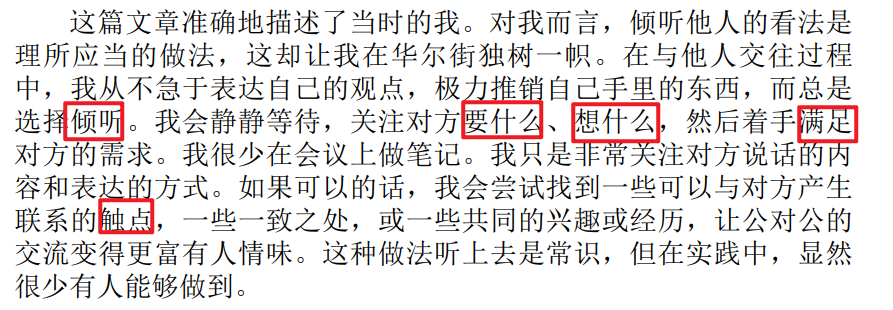 这篇文章准确地描述了当时的我。对我而言，倾听他人的看法是
理所应当的做法，这却让我在华尔街独树一帜。在与他人交往过程
中，我从不急于表达自己的观点，极力推销自己手里的东西，而总是
选择倾听。我会静静等待，关注对方要什么、想什么，然后着手满足
对方的需求。我很少在会议上做笔记。我只是非常关注对方说话的内
容和表达的方式。如果可以的话，我会尝试找到一些可以与对方产生
联系的触点，一些一致之处，或一些共同的兴趣或经历，让公对公的
交流变得更富有人情味。这种做法听上去是常识，但在实践中，显然
很少有人能够做到。